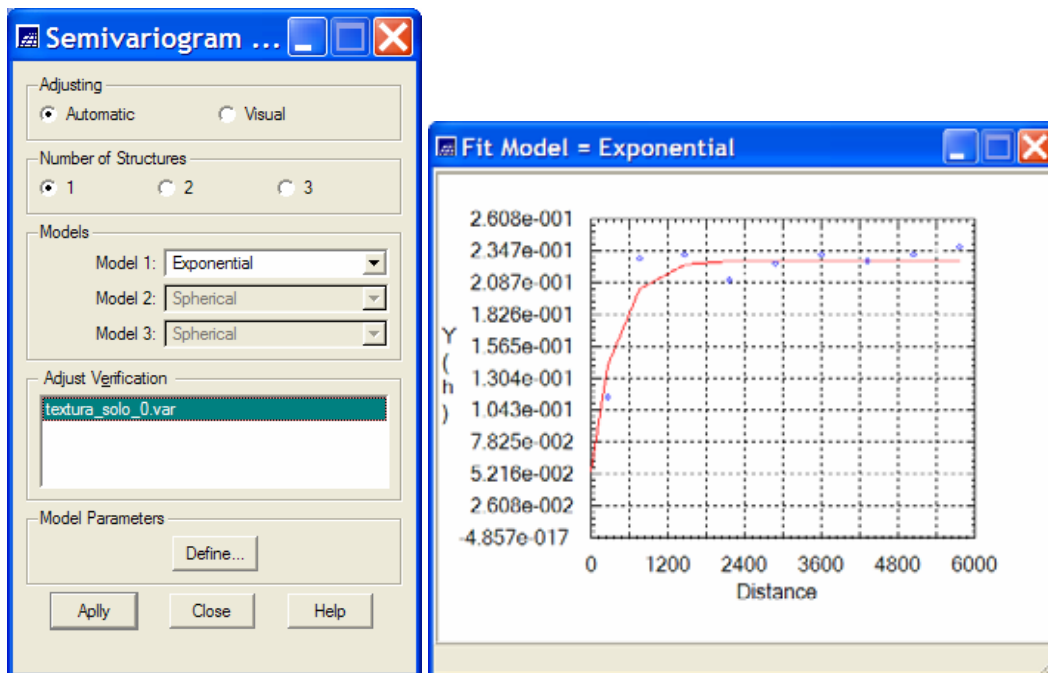 Semivariogram ...
Adjusting
Automatic Visual
Number of Structures
1 2 3
Models
Model 1: Exponential
Model 2: Spherical
Model 3: Spherical
Adjust Verification
textura_solo_0.var
Model Parameters
Define...
Aplly Close Help
Fit Model = Exponential
2.608e-001
2.347e-001
2.087e-001
1.826e-001
1.565e-001
1.304e-001
1.043e-001
7.825e-002
5.216e-002
2.608e-002
-4.857e-017
Y
(
h
)
0 1200 2400 3600 4800 6000
Distance